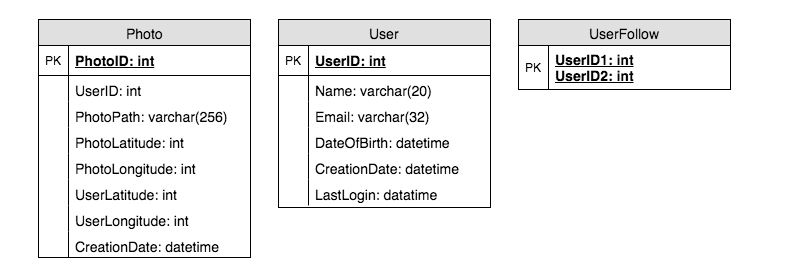 Photo
PK PhotoID: int
UserID: int
PhotoPath: varchar(256)
PhotoLatitude: int
PhotoLongitude: int
UserLatitude: int
UserLongitude: int
CreationDate: datetime
User
PK UserID: int
Name: varchar(20)
Email: varchar(32)
DateOfBirth: datetime
CreationDate: datetime
LastLogin: datatime
UserFollow
PK UserID1: int
UserID2: int